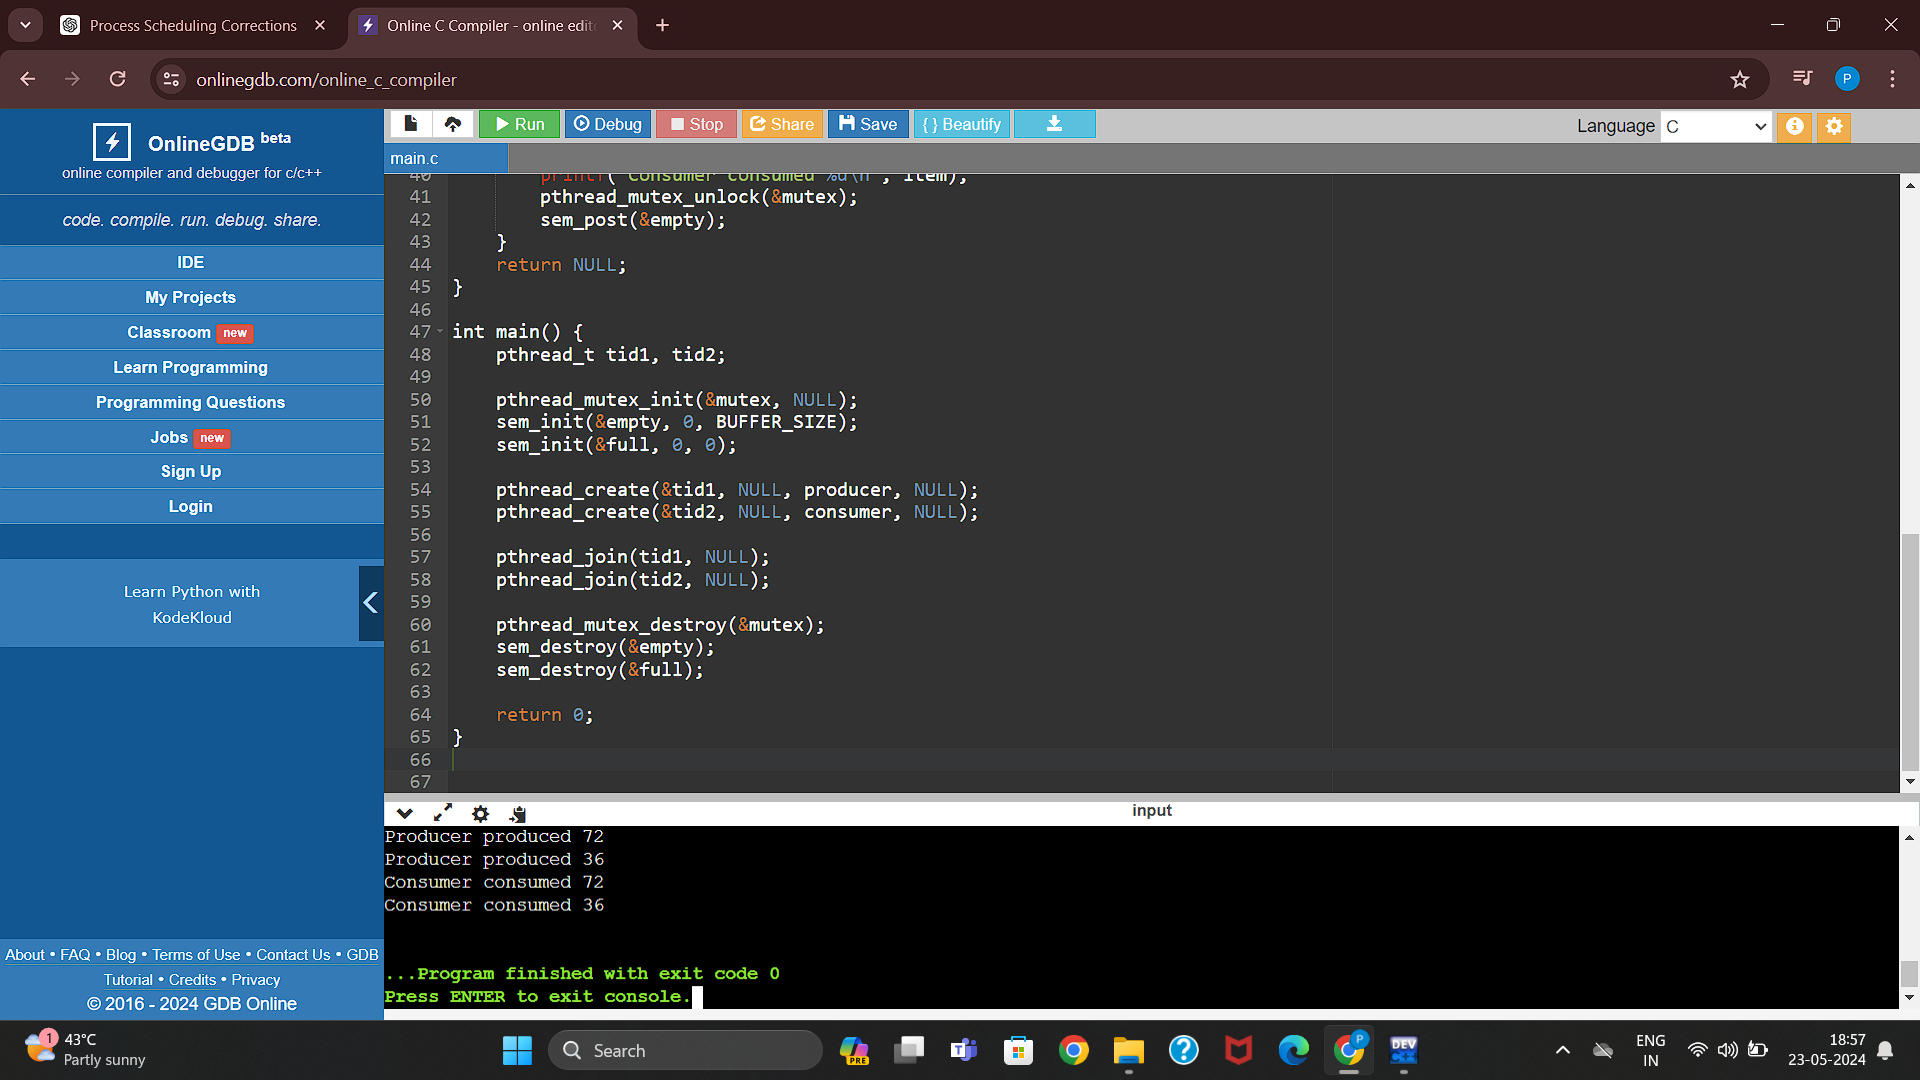 Process Scheduling Corrections
Online C Compiler - online edit
onlinegdb.com/online_c_compiler
P
OnlineGDB beta
online compiler and debugger for c/c++
code. compile. run. debug. share.
IDE
My Projects
Classroom new
Learn Programming
Programming Questions
Jobs new
Sign Up
Login
Learn Python with
KodeKloud
About • FAQ • Blog • Terms of Use • Contact Us • GDB
Tutorial • Credits • Privacy
© 2016 - 2024 GDB Online
Run Debug Stop Share Save { } Beautify
Language C
main.c
40 printf("Consumer consumed %d\n", item);
41 pthread_mutex_unlock(&mutex);
42 sem_post(&empty);
43 }
44 return NULL;
45 }
46
47 int main() {
48 pthread_t tid1, tid2;
49
50 pthread_mutex_init(&mutex, NULL);
51 sem_init(&empty, 0, BUFFER_SIZE);
52 sem_init(&full, 0, 0);
53
54 pthread_create(&tid1, NULL, producer, NULL);
55 pthread_create(&tid2, NULL, consumer, NULL);
56
57 pthread_join(tid1, NULL);
58 pthread_join(tid2, NULL);
59
60 pthread_mutex_destroy(&mutex);
61 sem_destroy(&empty);
62 sem_destroy(&full);
63
64 return 0;
65 }
66
67
input
Producer produced 72
Producer produced 36
Consumer consumed 72
Consumer consumed 36
...Program finished with exit code 0
Press ENTER to exit console.
1
43°C
Partly sunny
Search
PRE
T
P
DEV
C++
ENG
IN
18:57
23-05-2024